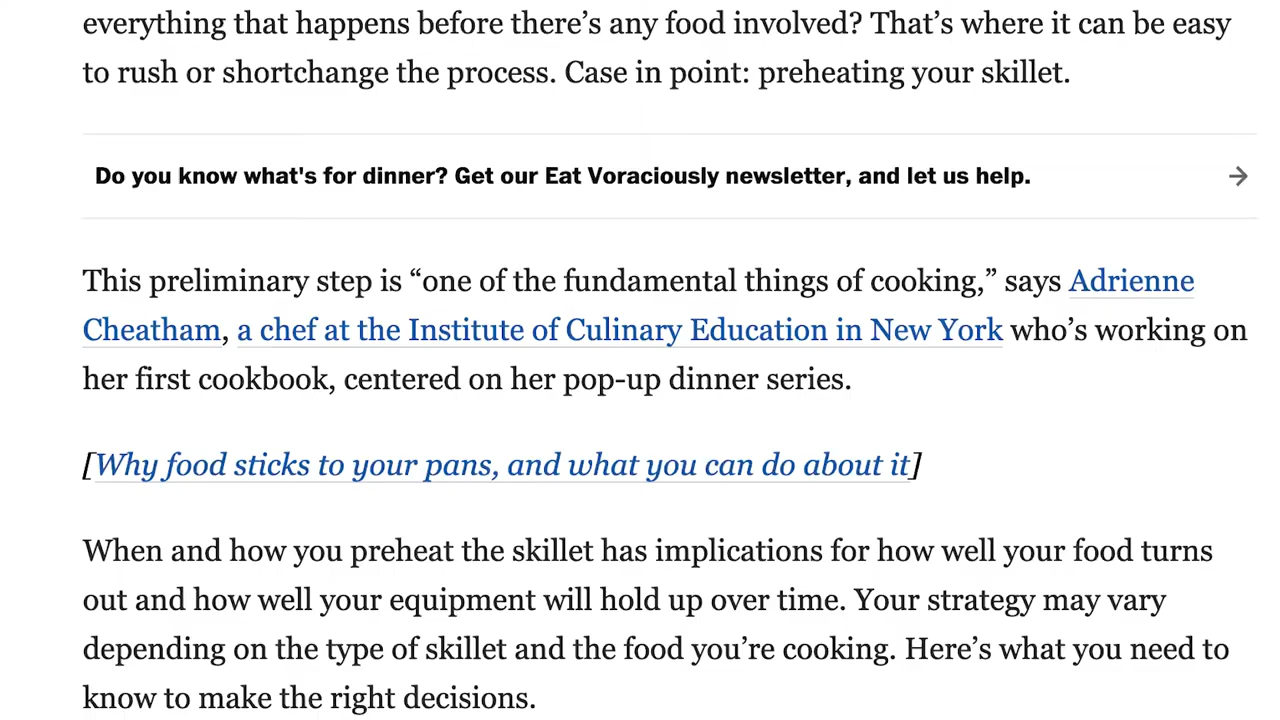 everything that happens before there’s any food involved? That’s where it can be easy
to rush or shortchange the process. Case in point: preheating your skillet.
Do you know what's for dinner? Get our Eat Voraciously newsletter, and let us help. →
This preliminary step is “one of the fundamental things of cooking,” says Adrienne
Cheatham, a chef at the Institute of Culinary Education in New York who’s working on
her first cookbook, centered on her pop-up dinner series.
[Why food sticks to your pans, and what you can do about it]
When and how you preheat the skillet has implications for how well your food turns
out and how well your equipment will hold up over time. Your strategy may vary
depending on the type of skillet and the food you’re cooking. Here’s what you need to
know to make the right decisions.